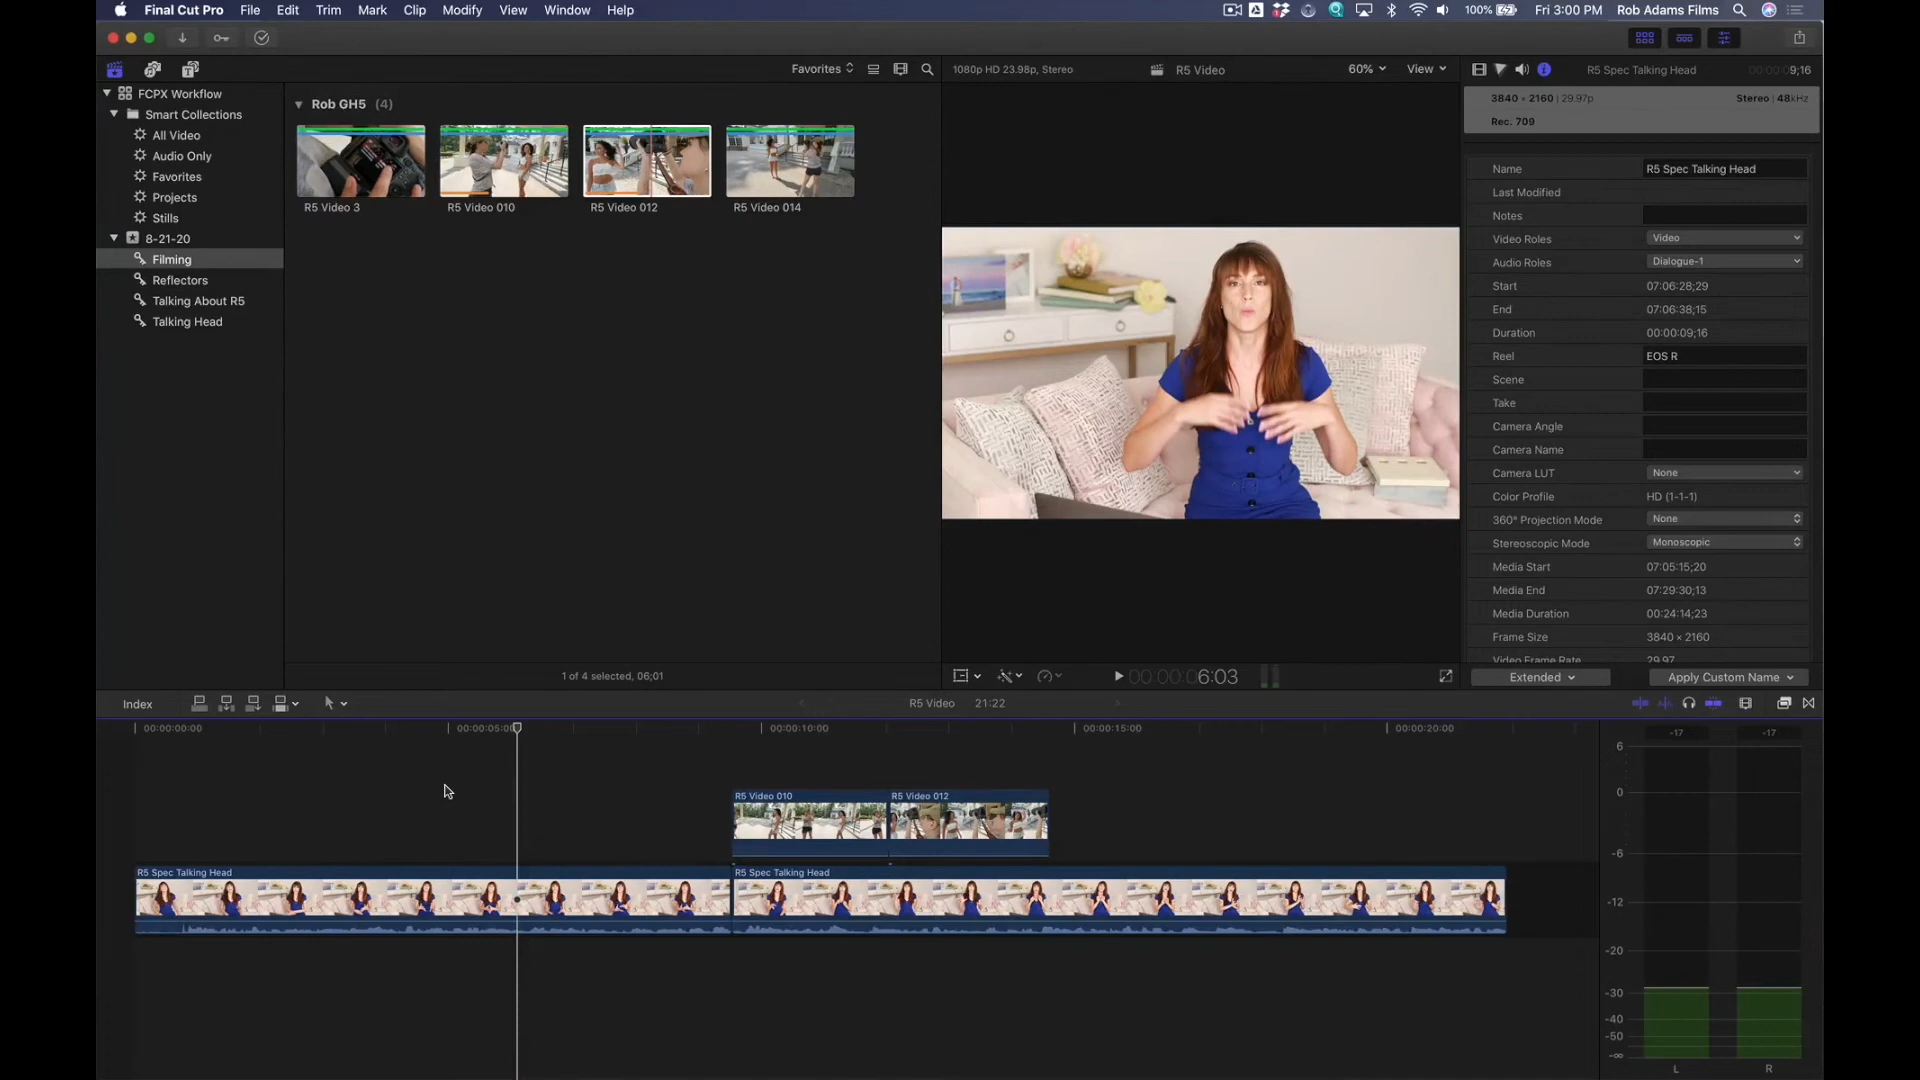 Final Cut Pro File Edit Trim Mark Clip Modify View Window Help 100% Fri 3:00 PM Rob Adams Films
Favorites
1080p HD 23.98p, Stereo R5 Video 60% View
R5 Spec Talking Head 00:00:09;16
FCPX Workflow
Smart Collections
All Video
Audio Only
Favorites
Projects
Stills
8-21-20
Filming
Reflectors
Talking About R5
Talking Head
Rob GH5 (4)
R5 Video 3
R5 Video 010
R5 Video 012
R5 Video 014
1 of 4 selected, 06;01
00:00:00:06:03
3840 × 2160 | 29.97p Stereo | 48kHz
Rec. 709
Name R5 Spec Talking Head
Last Modified
Notes
Video Roles Video
Audio Roles Dialogue-1
Start 07:06:28;29
End 07:06:38;15
Duration 00:00:09;16
Reel EOS R
Scene
Take
Camera Angle
Camera Name
Camera LUT None
Color Profile HD (1-1-1)
360° Projection Mode None
Stereoscopic Mode Monoscopic
Media Start 07:05:15;20
Media End 07:29:30;13
Media Duration 00:24:14;23
Frame Size 3840 × 2160
Video Frame Rate 29.97
Extended Apply Custom Name
Index R5 Video 21:22
00:00:00:00 00:00:05:00 00:00:10:00 00:00:15:00 00:00:20:00
R5 Video 010 R5 Video 012
R5 Spec Talking Head R5 Spec Talking Head
-17 -17
6
0
-6
-12
-20
-30
-40
-50
-∞
L R